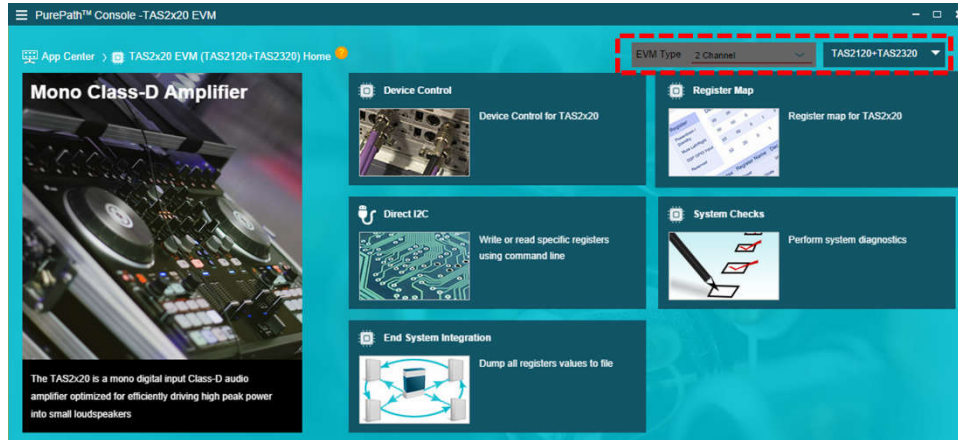 PurePath™ Console -TAS2x20 EVM
App Center > TAS2x20 EVM (TAS2120+TAS2320) Home ?
EVM Type 2 Channel TAS2120+TAS2320
Mono Class-D Amplifier
The TAS2x20 is a mono digital input Class-D audio
amplifier optimized for efficiently driving high peak power
into small loudspeakers
Device Control
Device Control for TAS2x20
Register Map
Register map for TAS2x20
Direct I2C
Write or read specific registers
using command line
System Checks
Perform system diagnostics
End System Integration
Dump all registers values to file